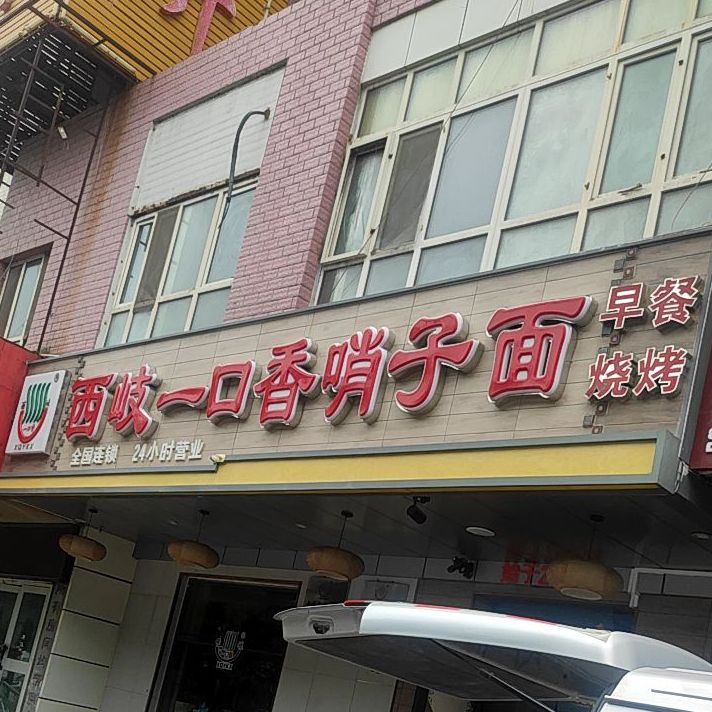 西岐一口香哨子面
早餐
烧烤
全国连锁 24小时营业